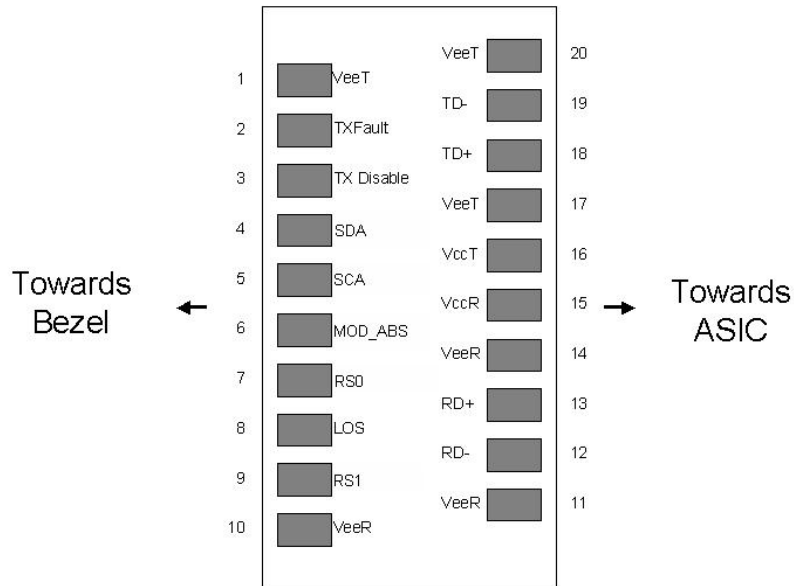 Towards
Bezel
1 VeeT
2 TXFault
3 TX Disable
4 SDA
5 SCA
6 MOD_ABS
7 RS0
8 LOS
9 RS1
10 VeeR
VeeT 20
TD- 19
TD+ 18
VeeT 17
VccT 16
VccR 15
VeeR 14
RD+ 13
RD- 12
VeeR 11
Towards
ASIC